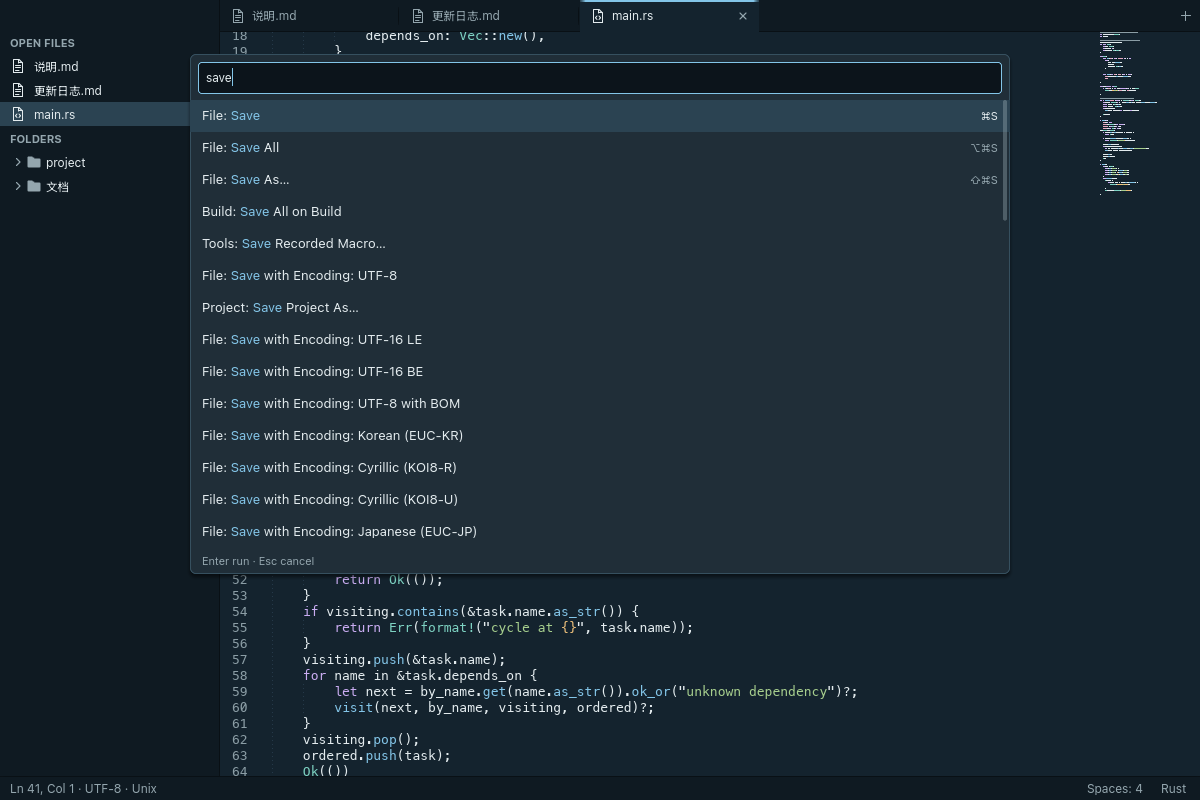 说明.md
更新日志.md
main.rs
OPEN FILES
说明.md
更新日志.md
main.rs
FOLDERS
project
文档
18 depends_on: Vec::new(),
19 }
save
File: Save ⌘S
File: Save All ⌥⌘S
File: Save As... ⇧⌘S
Build: Save All on Build
Tools: Save Recorded Macro...
File: Save with Encoding: UTF-8
Project: Save Project As...
File: Save with Encoding: UTF-16 LE
File: Save with Encoding: UTF-16 BE
File: Save with Encoding: UTF-8 with BOM
File: Save with Encoding: Korean (EUC-KR)
File: Save with Encoding: Cyrillic (KOI8-R)
File: Save with Encoding: Cyrillic (KOI8-U)
File: Save with Encoding: Japanese (EUC-JP)
Enter run · Esc cancel
52 return Ok(());
53 }
54 if visiting.contains(&task.name.as_str()) {
55 return Err(format!("cycle at {}", task.name));
56 }
57 visiting.push(&task.name);
58 for name in &task.depends_on {
59 let next = by_name.get(name.as_str()).ok_or("unknown dependency")?;
60 visit(next, by_name, visiting, ordered)?;
61 }
62 visiting.pop();
63 ordered.push(task);
64 Ok(())
Ln 41, Col 1 · UTF-8 · Unix
Spaces: 4 Rust